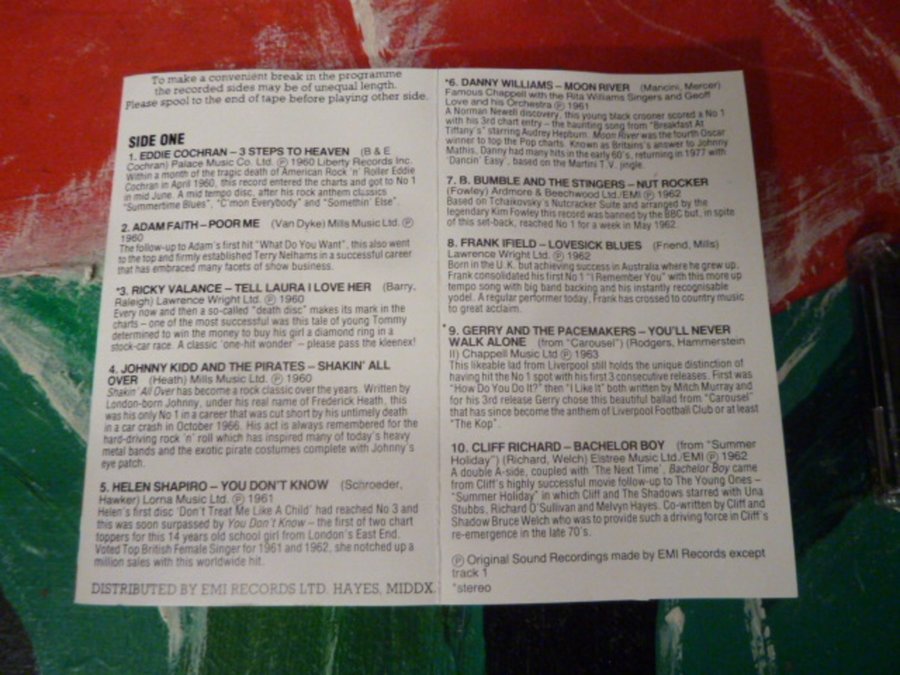 To make a convenient break in the programme
the recorded sides may be of unequal length.
Please spool to the end of tape before playing other side.
SIDE ONE
1. EDDIE COCHRAN – 3 STEPS TO HEAVEN (B & E
Cochran) Palace Music Co. Ltd. Ⓟ 1960 Liberty Records Inc.
Within a month of the tragic death of American Rock 'n' Roller Eddie
Cochran in April 1960, this record entered the charts and got to No 1
in mid June. A mid tempo disc, after his rock anthem classics
"Summertime Blues", "C'mon Everybody" and "Somethin' Else".
2. ADAM FAITH – POOR ME (Van Dyke) Mills Music Ltd. Ⓟ
1960
The follow-up to Adam's first hit "What Do You Want", this also went
to the top and firmly established Terry Nelhams in a successful career
that has embraced many facets of show business.
*3. RICKY VALANCE – TELL LAURA I LOVE HER (Barry,
Raleigh) Lawrence Wright Ltd. Ⓟ 1960
Every now and then a so-called "death disc" makes its mark in the
charts – one of the most successful was this tale of young Tommy
determined to win the money to buy his girl a diamond ring in a
stock-car race. A classic 'one-hit wonder' – please pass the kleenex!
4. JOHNNY KIDD AND THE PIRATES – SHAKIN' ALL
OVER (Heath) Mills Music Ltd. Ⓟ 1960
Shakin' All Over has become a rock classic over the years. Written by
London-born Johnny, under his real name of Frederick Heath, this
was his only No 1 in a career that was cut short by his untimely death
in a car crash in October 1966. His act is always remembered for the
hard-driving rock 'n' roll which has inspired many of today's heavy
metal bands and the exotic pirate costumes complete with Johnny's
eye patch.
5. HELEN SHAPIRO – YOU DON'T KNOW (Schroeder,
Hawker) Lorna Music Ltd. Ⓟ 1961
Helen's first disc 'Don't Treat Me Like A Child' had reached No 3 and
this was soon surpassed by You Don't Know – the first of two chart
toppers for this 14 years old school girl from London's East End.
Voted Top British Female Singer for 1961 and 1962, she notched up a
million sales with this worldwide hit.
DISTRIBUTED BY EMI RECORDS LTD. HAYES, MIDDX.
*6. DANNY WILLIAMS – MOON RIVER (Mancini, Mercer)
Famous Chappell with the Rita Williams Singers and Geoff
Love and his Orchestra Ⓟ 1961
A Norman Newell discovery, this young black crooner scored a No 1
with his 3rd chart entry – the haunting song from "Breakfast At
Tiffany's" starring Audrey Hepburn. Moon River was the fourth Oscar
winner to top the Pop charts. Known as Britains's answer to Johnny
Mathis, Danny had many hits in the early 60's, returning in 1977 with
'Dancin' Easy', based on the Martini T.V. jingle.
7. B. BUMBLE AND THE STINGERS – NUT ROCKER
(Fowley) Ardmore & Beechwood Ltd./EMI Ⓟ 1962
Based on Tchaikovsky's Nutcracker Suite and arranged by the
legendary Kim Fowley this record was banned by the BBC but, in spite
of this set-back, reached No 1 for a week in May 1962.
8. FRANK IFIELD – LOVESICK BLUES (Friend, Mills)
Lawrence Wright Ltd. Ⓟ 1962
Born in the U.K. but achieving success in Australia where he grew up,
Frank consolidated his first No 1 "I Remember You" with this more up
tempo song with big band backing and his instantly recognisable
yodel. A regular performer today, Frank has crossed to country music
to great acclaim.
*9. GERRY AND THE PACEMAKERS – YOU'LL NEVER
WALK ALONE (from "Carousel") (Rodgers, Hammerstein
II) Chappell Music Ltd Ⓟ 1963
This likeable lad from Liverpool still holds the unique distinction of
having hit the No 1 spot with his first 3 consecutive releases. First was
"How Do You Do It?" then "I Like It" both written by Mitch Murray and
for his 3rd release Gerry chose this beautiful ballad from "Carousel"
that has since become the anthem of Liverpool Football Club or at least
"The Kop".
10. CLIFF RICHARD – BACHELOR BOY (from "Summer
Holiday") (Richard, Welch) Elstree Music Ltd./EMI Ⓟ 1962
A double A-side, coupled with 'The Next Time', Bachelor Boy came
from Cliff's highly successful movie follow-up to The Young Ones –
"Summer Holiday" in which Cliff and The Shadows starred with Una
Stubbs, Richard O'Sullivan and Melvyn Hayes. Co-written by Cliff and
Shadow Bruce Welch who was to provide such a driving force in Cliff's
re-emergence in the late 70's.
Ⓟ Original Sound Recordings made by EMI Records except
track 1
*stereo